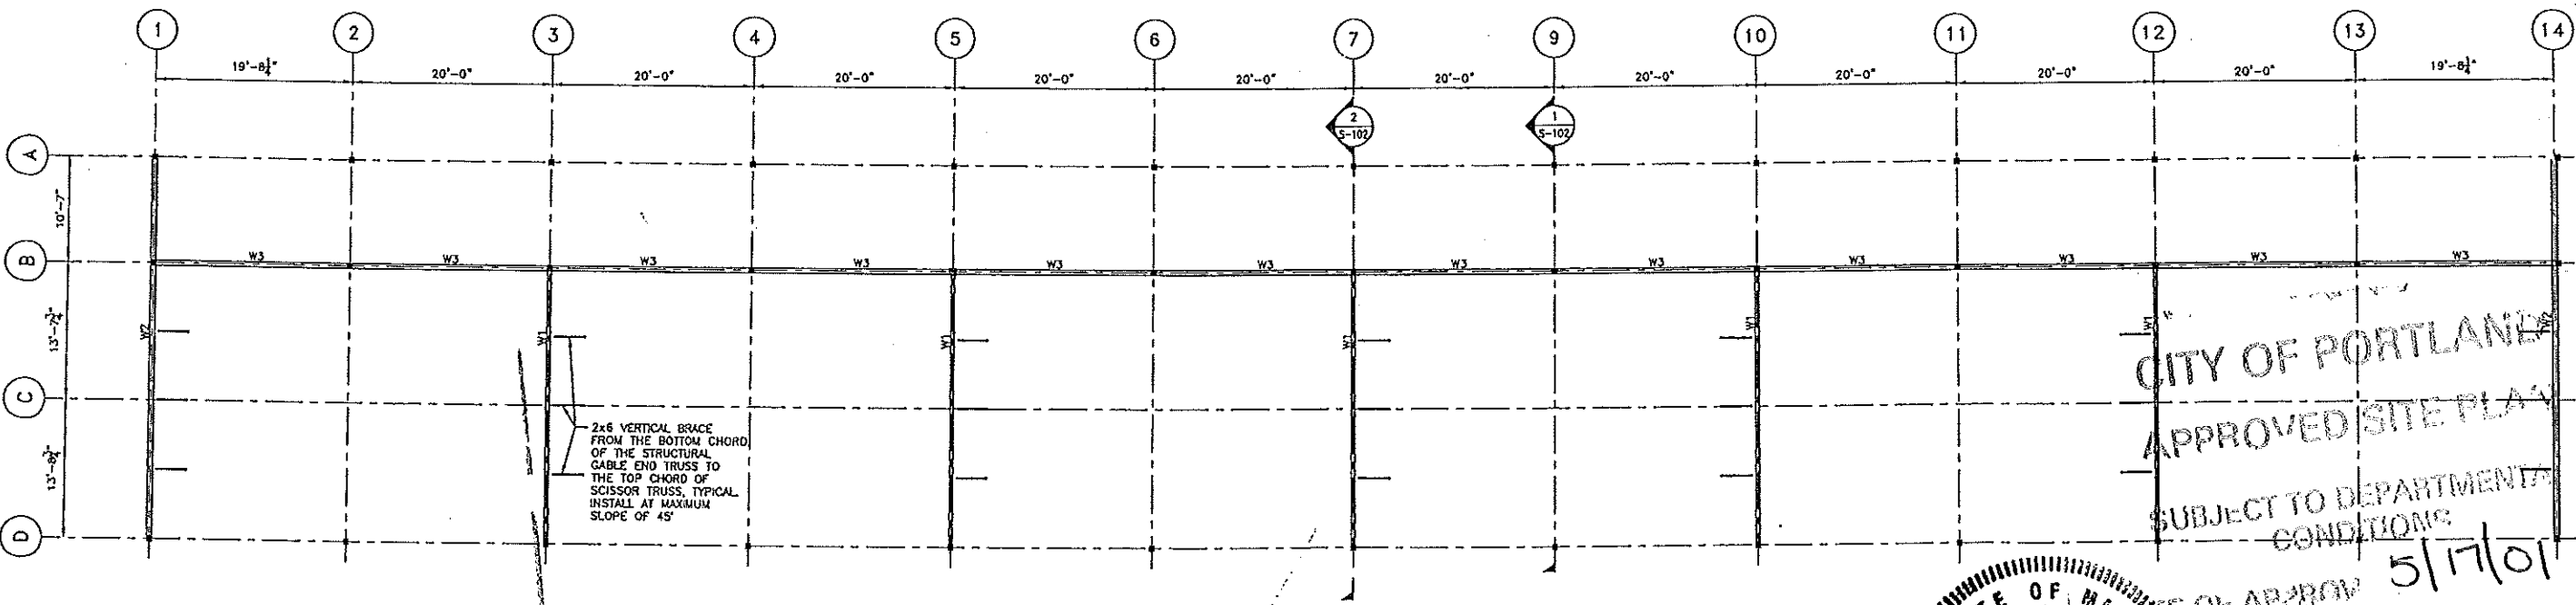 1 2 3 4 5 6 7 9 10 11 12 13 14
19'-8¼" 20'-0" 20'-0" 20'-0" 20'-0" 20'-0" 20'-0" 20'-0" 20'-0" 20'-0" 20'-0" 19'-8¼"
2
S-102
1
S-102
A
10'-7"
B
W3 W3 W3 W3 W3 W3 W3 W3 W3 W3 W3 W3
13'-7¾"
W2 W1 W1 W1 W1 W1 W2
C
13'-8¾"
D
2x6 VERTICAL BRACE
FROM THE BOTTOM CHORD
OF THE STRUCTURAL
GABLE END TRUSS TO
THE TOP CHORD OF
SCISSOR TRUSS, TYPICAL.
INSTALL AT MAXIMUM
SLOPE OF 45°
CITY OF PORTLAND
APPROVED SITE PLAN
SUBJECT TO DEPARTMENTA
CONDITIONS
OF APPROV 5/17/01
E OF MA